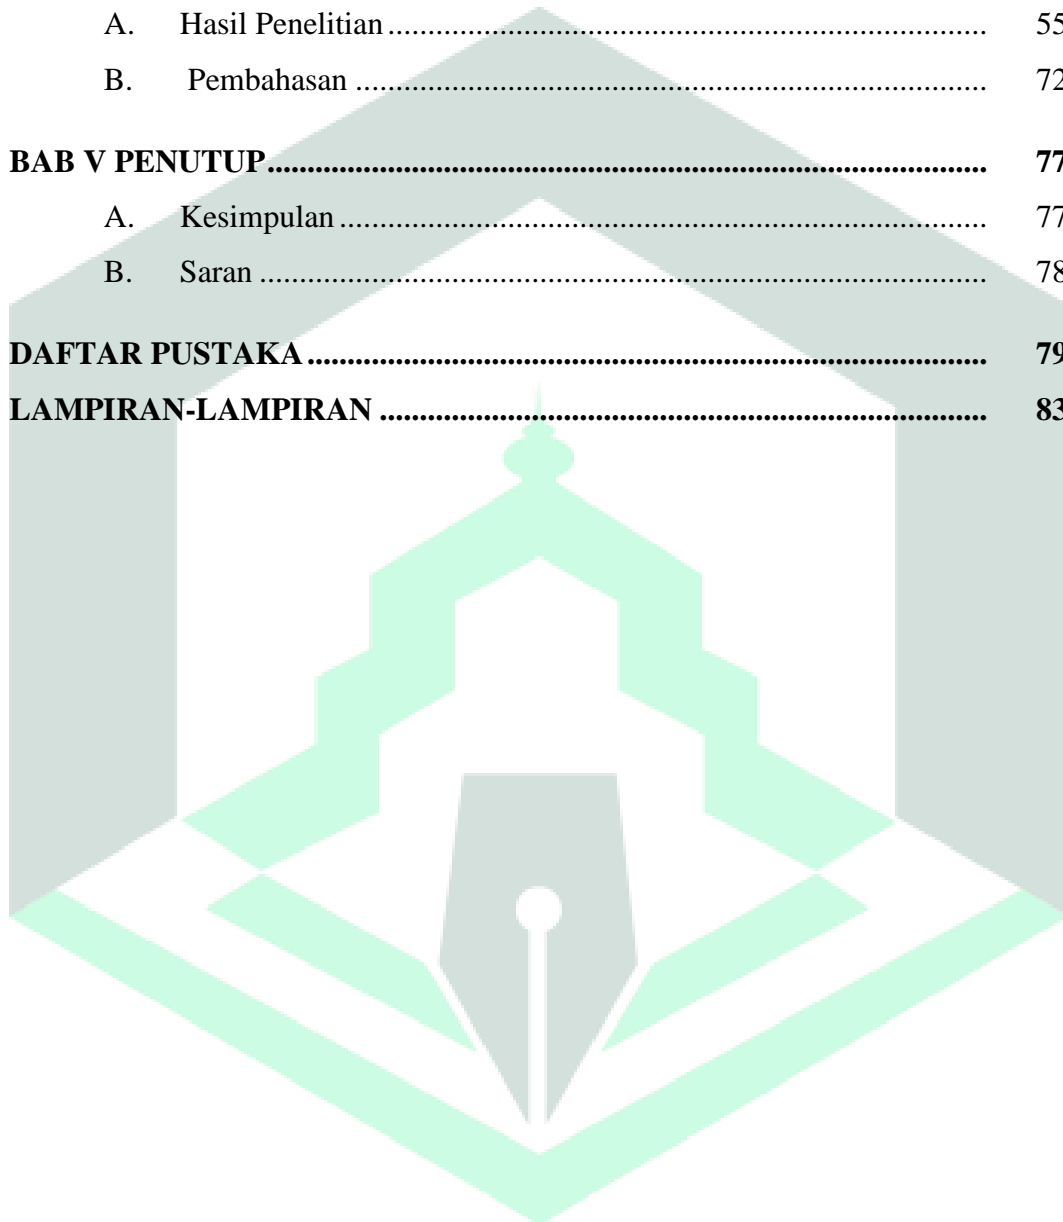 A. Hasil Penelitian ........................................................................... 55
B. Pembahasan ............................................................................... 72
BAB V PENUTUP.......................................................................................... 77
A. Kesimpulan ................................................................................. 77
B. Saran ........................................................................................... 78
DAFTAR PUSTAKA ..................................................................................... 79
LAMPIRAN-LAMPIRAN ............................................................................ 83